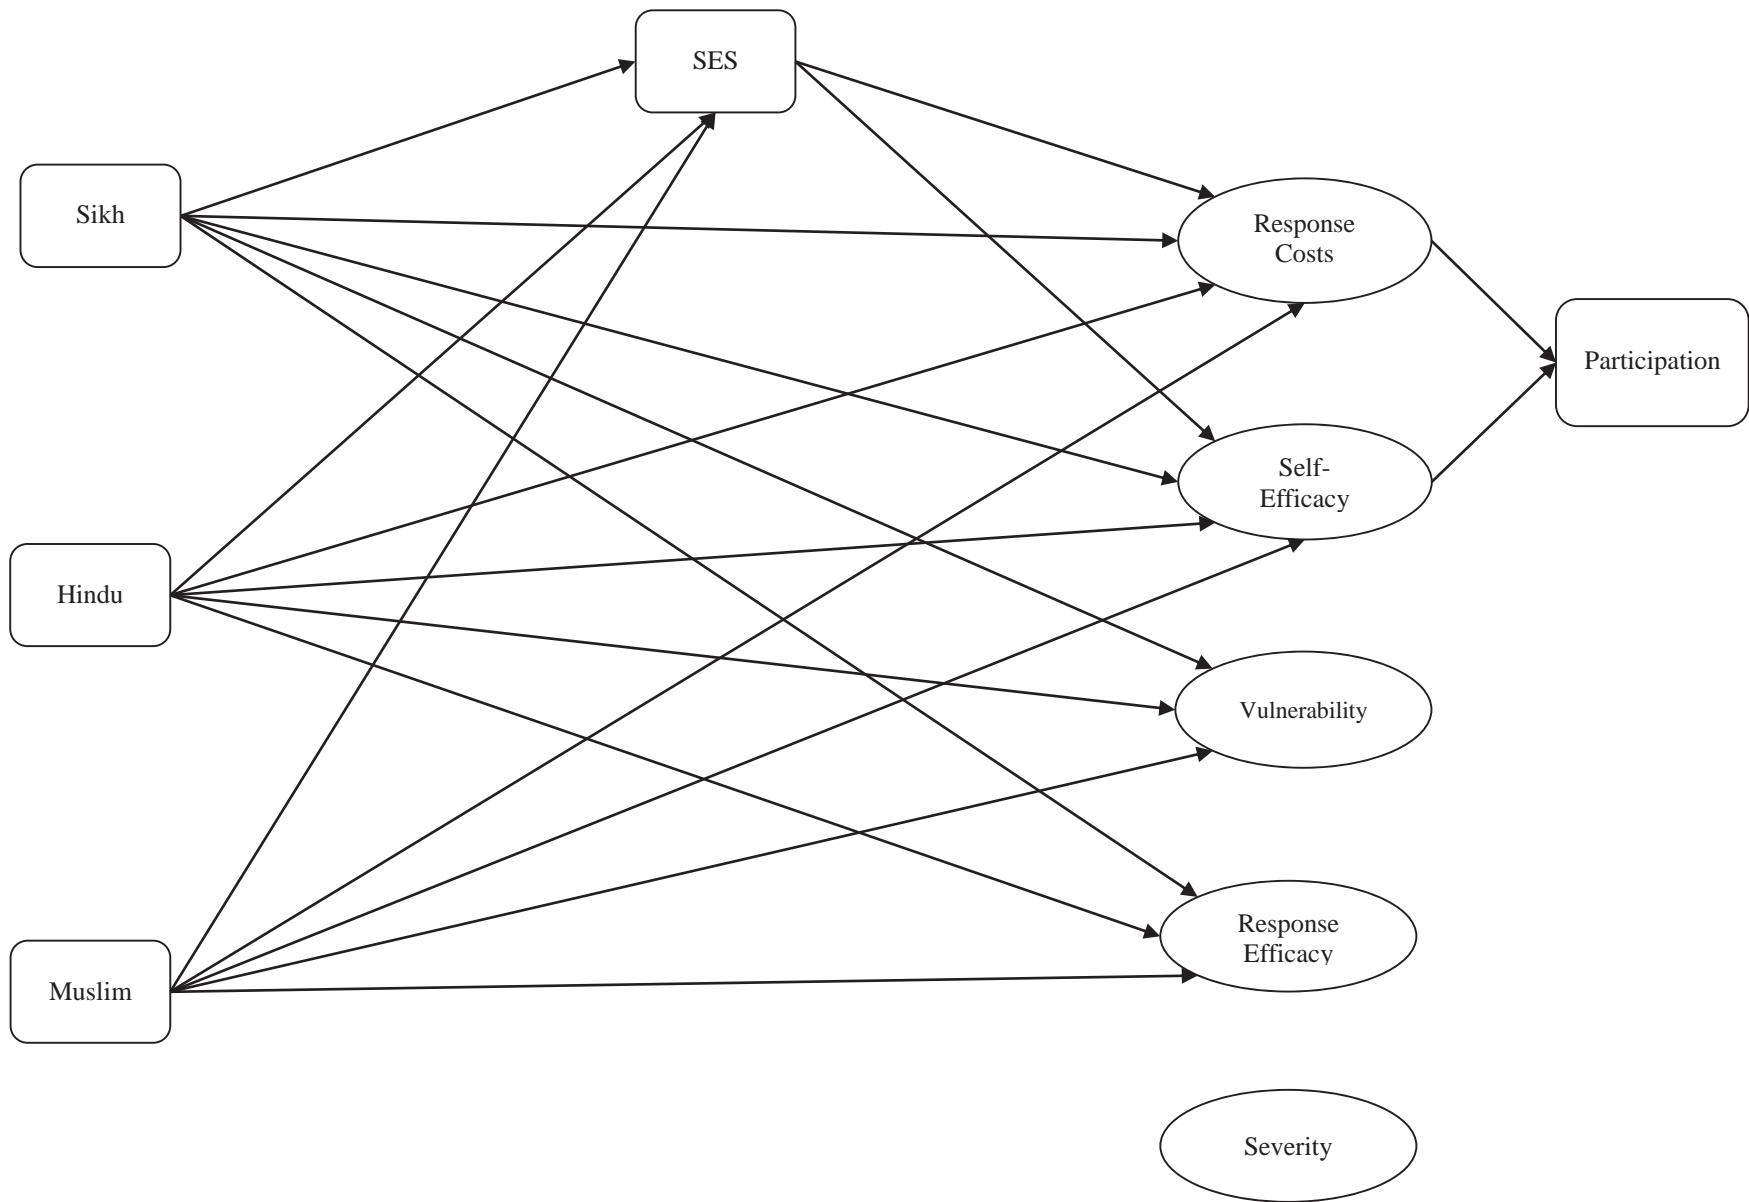 SES
Sikh
Response
Costs
Participation
Self-
Efficacy
Hindu
Vulnerability
Response
Efficacy
Muslim
Severity